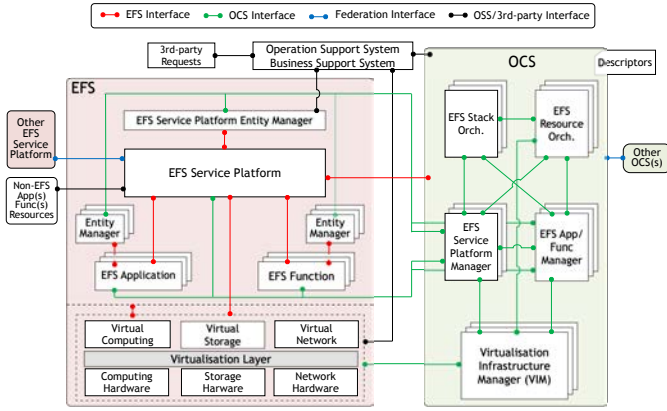 EFS Interface
OCS Interface
Federation Interface
OSS/3rd-party Interface
3rd-party
Requests
Operation Support System
Business Support System
OCS
Descriptors
EFS
EFS Service Platform Entity Manager
EFS Stack
Orch.
EFS
Resource
Orch.
Other
EFS
Service
Platform
EFS Service Platform
Other
OCS(s)
Non-EFS
App(s)
Func(s)
Resources
Entity
Manager
Entity
Manager
EFS
Service
Platform
Manager
EFS App/
Func
Manager
EFS Application
EFS Function
Virtual
Computing
Virtual
Storage
Virtual
Network
Virtualisation Layer
Computing
Hardware
Storage
Hardware
Network
Hardware
Virtualisation
Infrastructure
Manager (VIM)